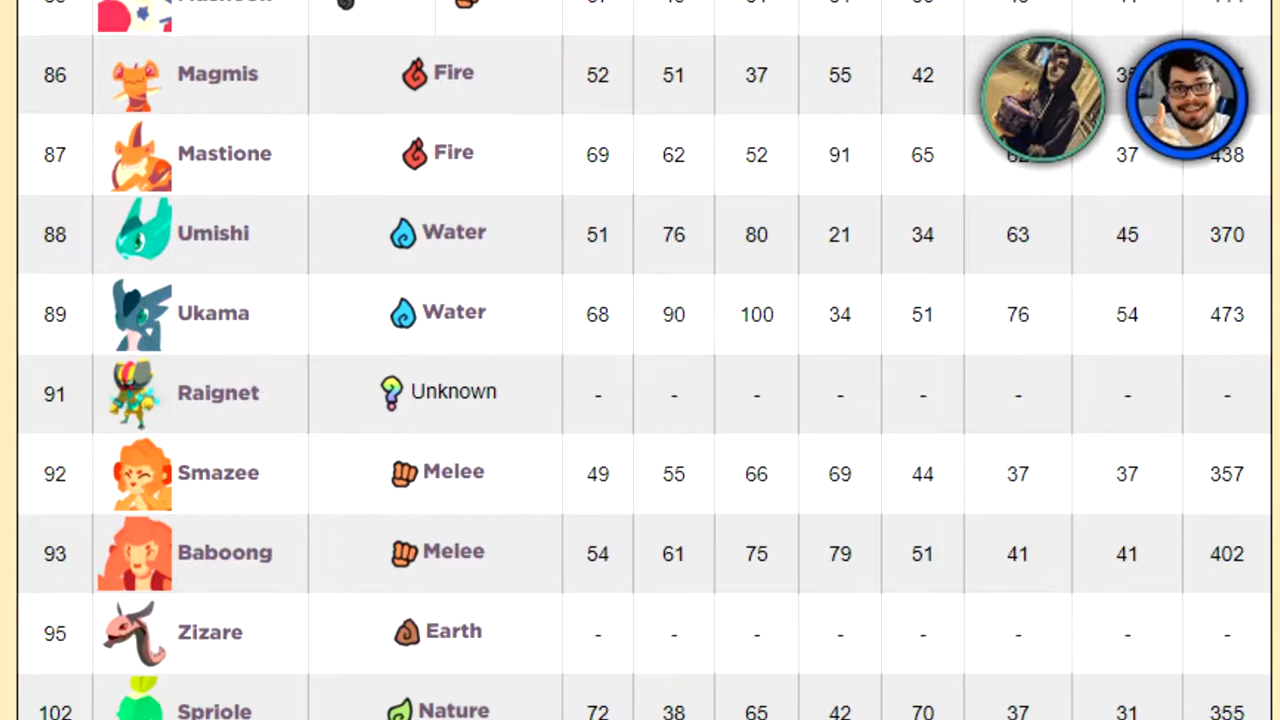 86 Magmis Fire 52 51 37 55 42
87 Mastione Fire 69 62 52 91 65 62 37 438
88 Umishi Water 51 76 80 21 34 63 45 370
89 Ukama Water 68 90 100 34 51 76 54 473
91 Raignet Unknown - - - - - - - -
92 Smazee Melee 49 55 66 69 44 37 37 357
93 Baboong Melee 54 61 75 79 51 41 41 402
95 Zizare Earth - - - - - - - -
102 Spriole Nature 72 38 65 42 70 37 31 355